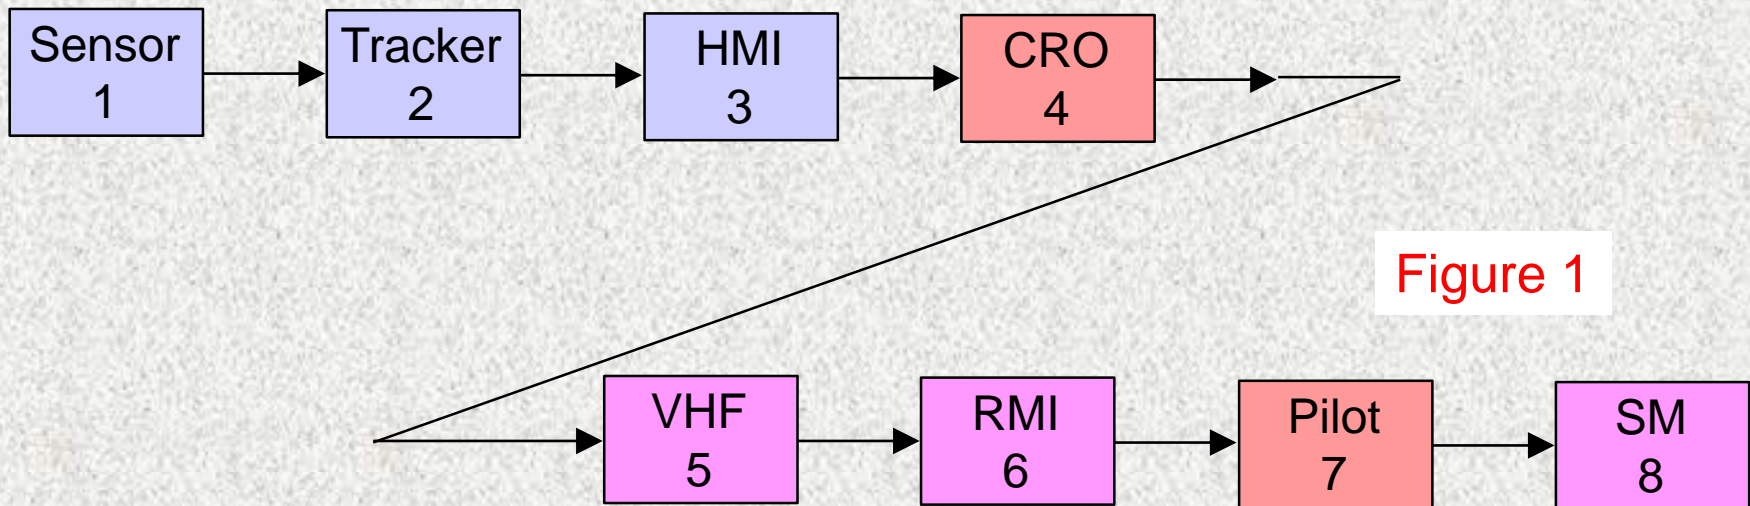 Sensor
1
Tracker
2
HMI
3
CRO
4
Figure 1
VHF
5
RMI
6
Pilot
7
SM
8